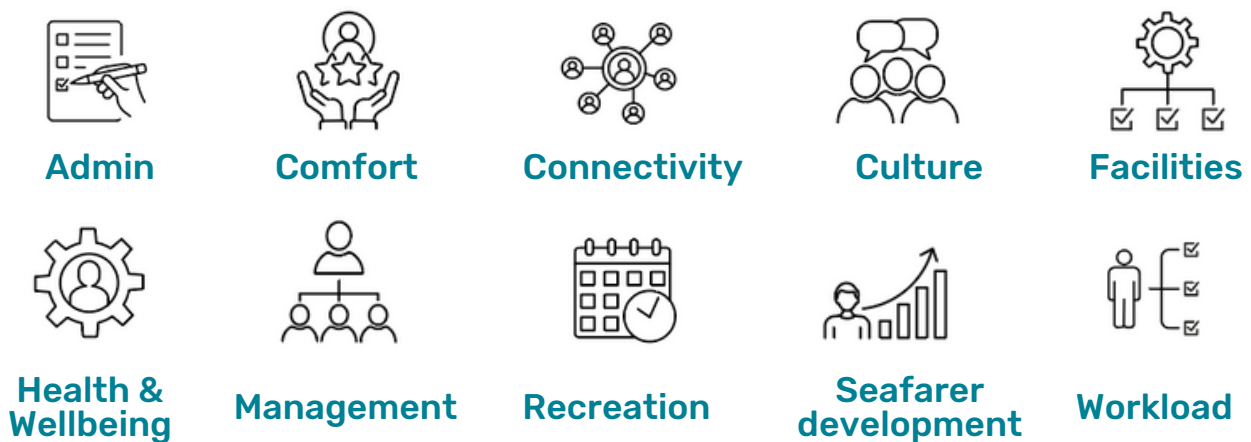 Admin
Comfort
Connectivity
Culture
Facilities
Health &
Wellbeing
Management
Recreation
Seafarer
development
Workload